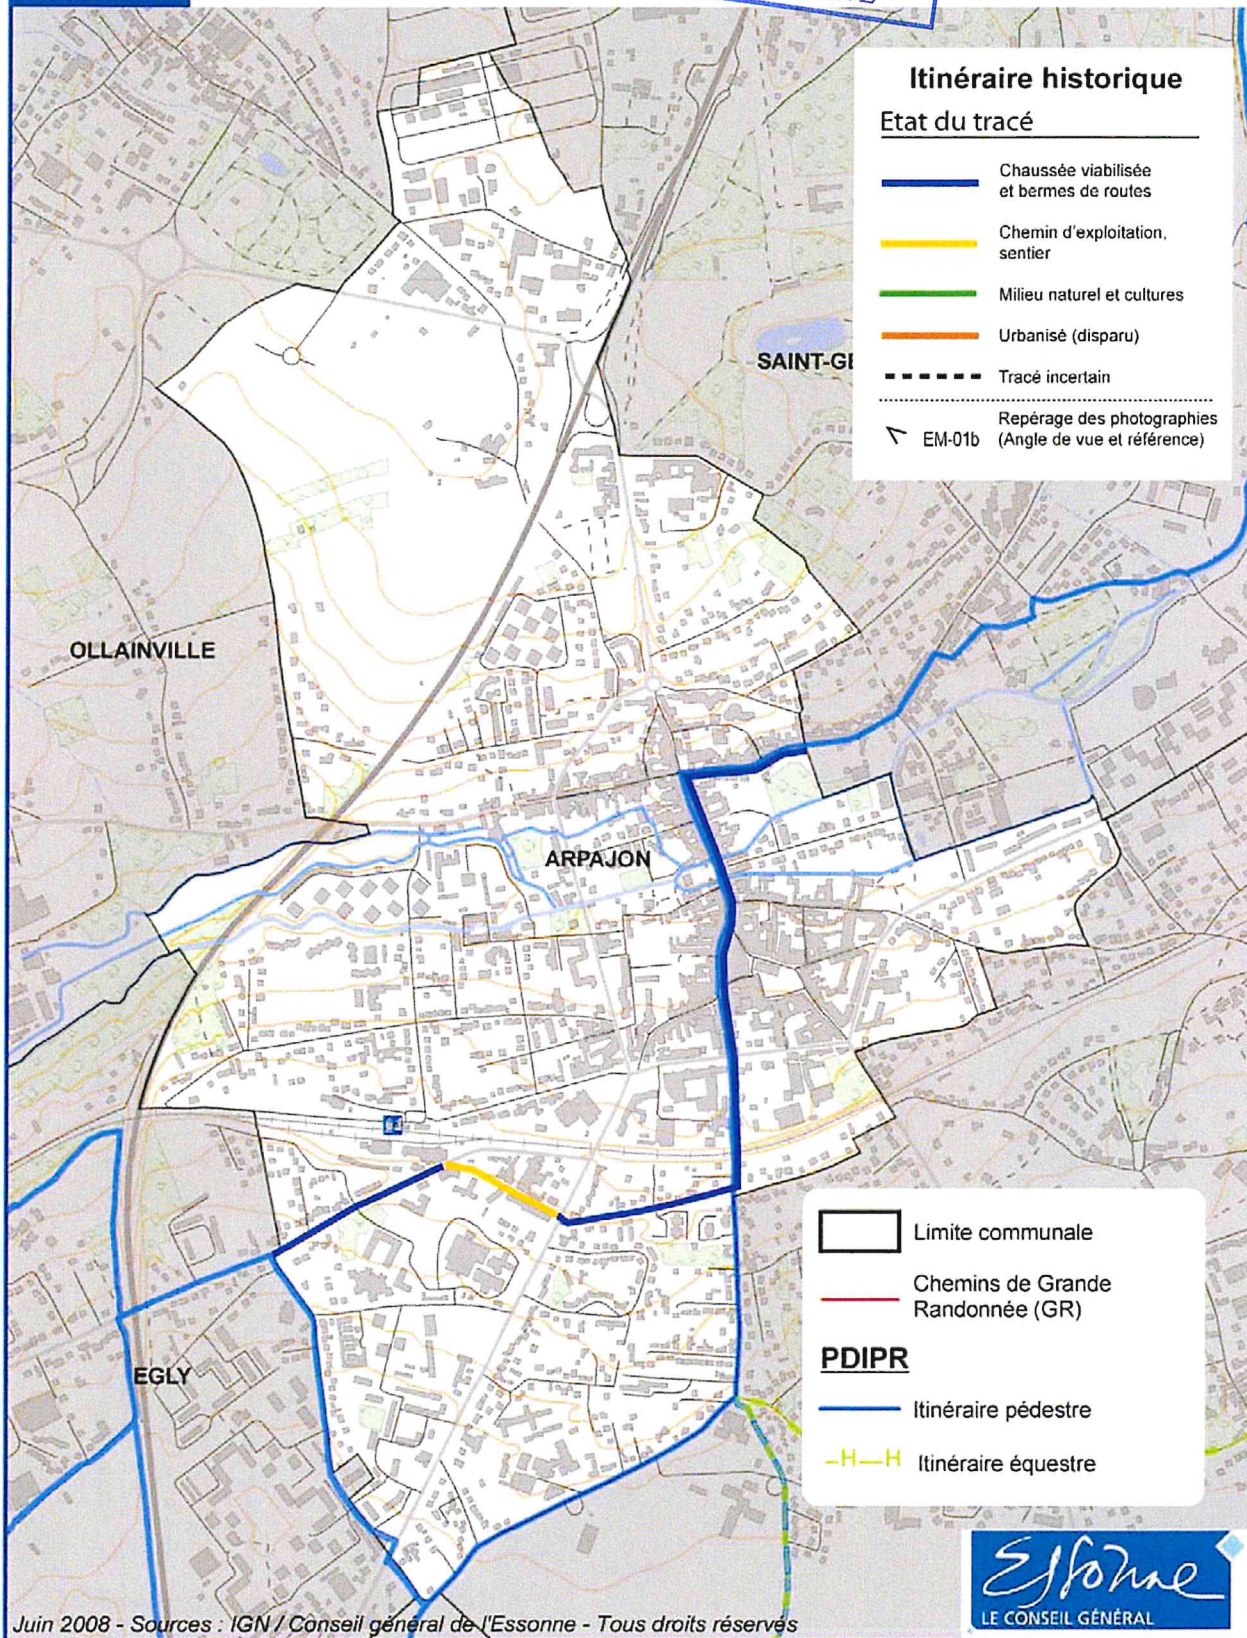 Itinéraire historique
Etat du tracé
Chaussée viabilisée
et bermes de routes
Chemin d'exploitation,
sentier
Milieu naturel et cultures
Urbanisé (disparu)
Tracé incertain
EM-01b
Repérage des photographies
(Angle de vue et référence)
SAINT-GE
OLLAINVILLE
ARPAJON
EGLY
Limite communale
Chemins de Grande
Randonnée (GR)
PDIPR
Itinéraire pédestre
H H Itinéraire équestre
Essonne
LE CONSEIL GÉNÉRAL
Juin 2008 - Sources : IGN / Conseil général de l'Essonne - Tous droits réservés